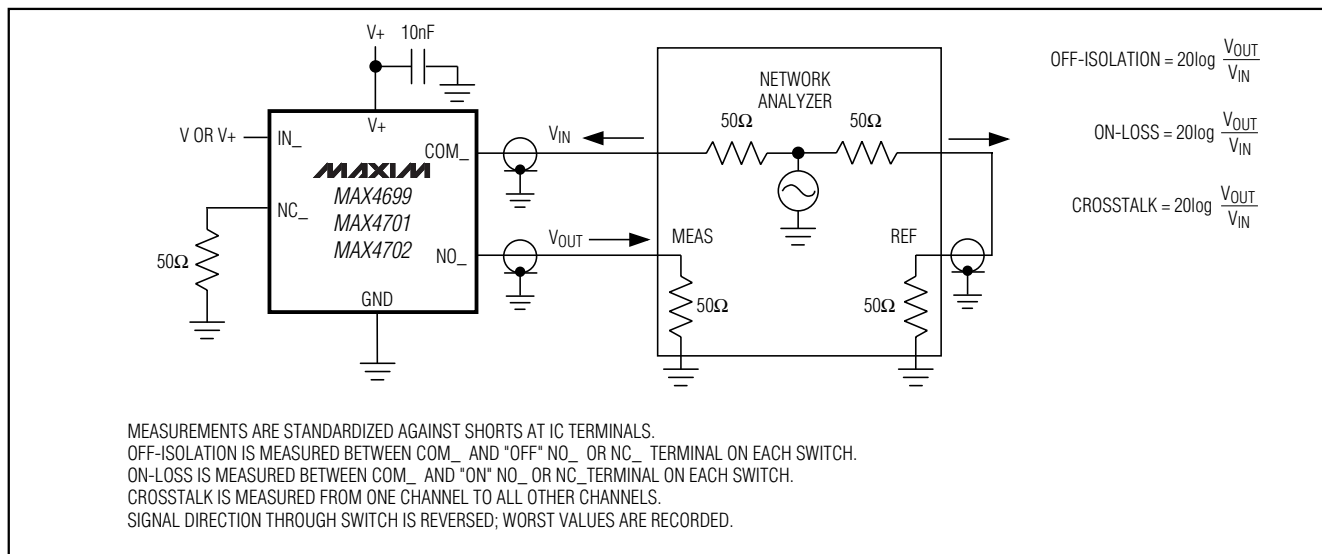 V+
10nF
V OR V+
IN_
V+
COM_
MAXIM
MAX4699
MAX4701
MAX4702
NC_
NO_
GND
50Ω
V_IN
V_OUT
NETWORK
ANALYZER
50Ω
50Ω
MEAS
REF
50Ω
50Ω
OFF-ISOLATION = 20log V_OUT / V_IN
ON-LOSS = 20log V_OUT / V_IN
CROSSTALK = 20log V_OUT / V_IN
MEASUREMENTS ARE STANDARDIZED AGAINST SHORTS AT IC TERMINALS.
OFF-ISOLATION IS MEASURED BETWEEN COM_ AND "OFF" NO_ OR NC_ TERMINAL ON EACH SWITCH.
ON-LOSS IS MEASURED BETWEEN COM_ AND "ON" NO_ OR NC_TERMINAL ON EACH SWITCH.
CROSSTALK IS MEASURED FROM ONE CHANNEL TO ALL OTHER CHANNELS.
SIGNAL DIRECTION THROUGH SWITCH IS REVERSED; WORST VALUES ARE RECORDED.